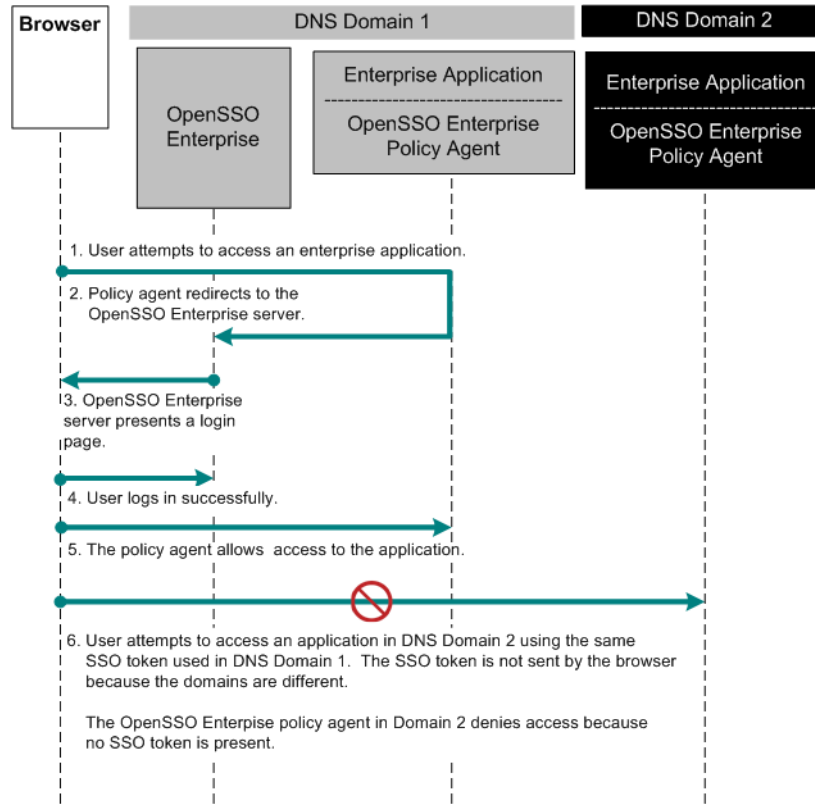 Browser
DNS Domain 1
DNS Domain 2
OpenSSO
Enterprise
Enterprise Application
OpenSSO Enterprise
Policy Agent
Enterprise Application
OpenSSO Enterprise
Policy Agent
1. User attempts to access an enterprise application.
2. Policy agent redirects to the
OpenSSO Enterprise server.
3. OpenSSO Enterprise
server presents a login
page.
4. User logs in successfully.
5. The policy agent allows access to the application.
6. User attempts to access an application in DNS Domain 2 using the same
SSO token used in DNS Domain 1. The SSO token is not sent by the browser
because the domains are different.
The OpenSSO Enterpise policy agent in Domain 2 denies access because
no SSO token is present.